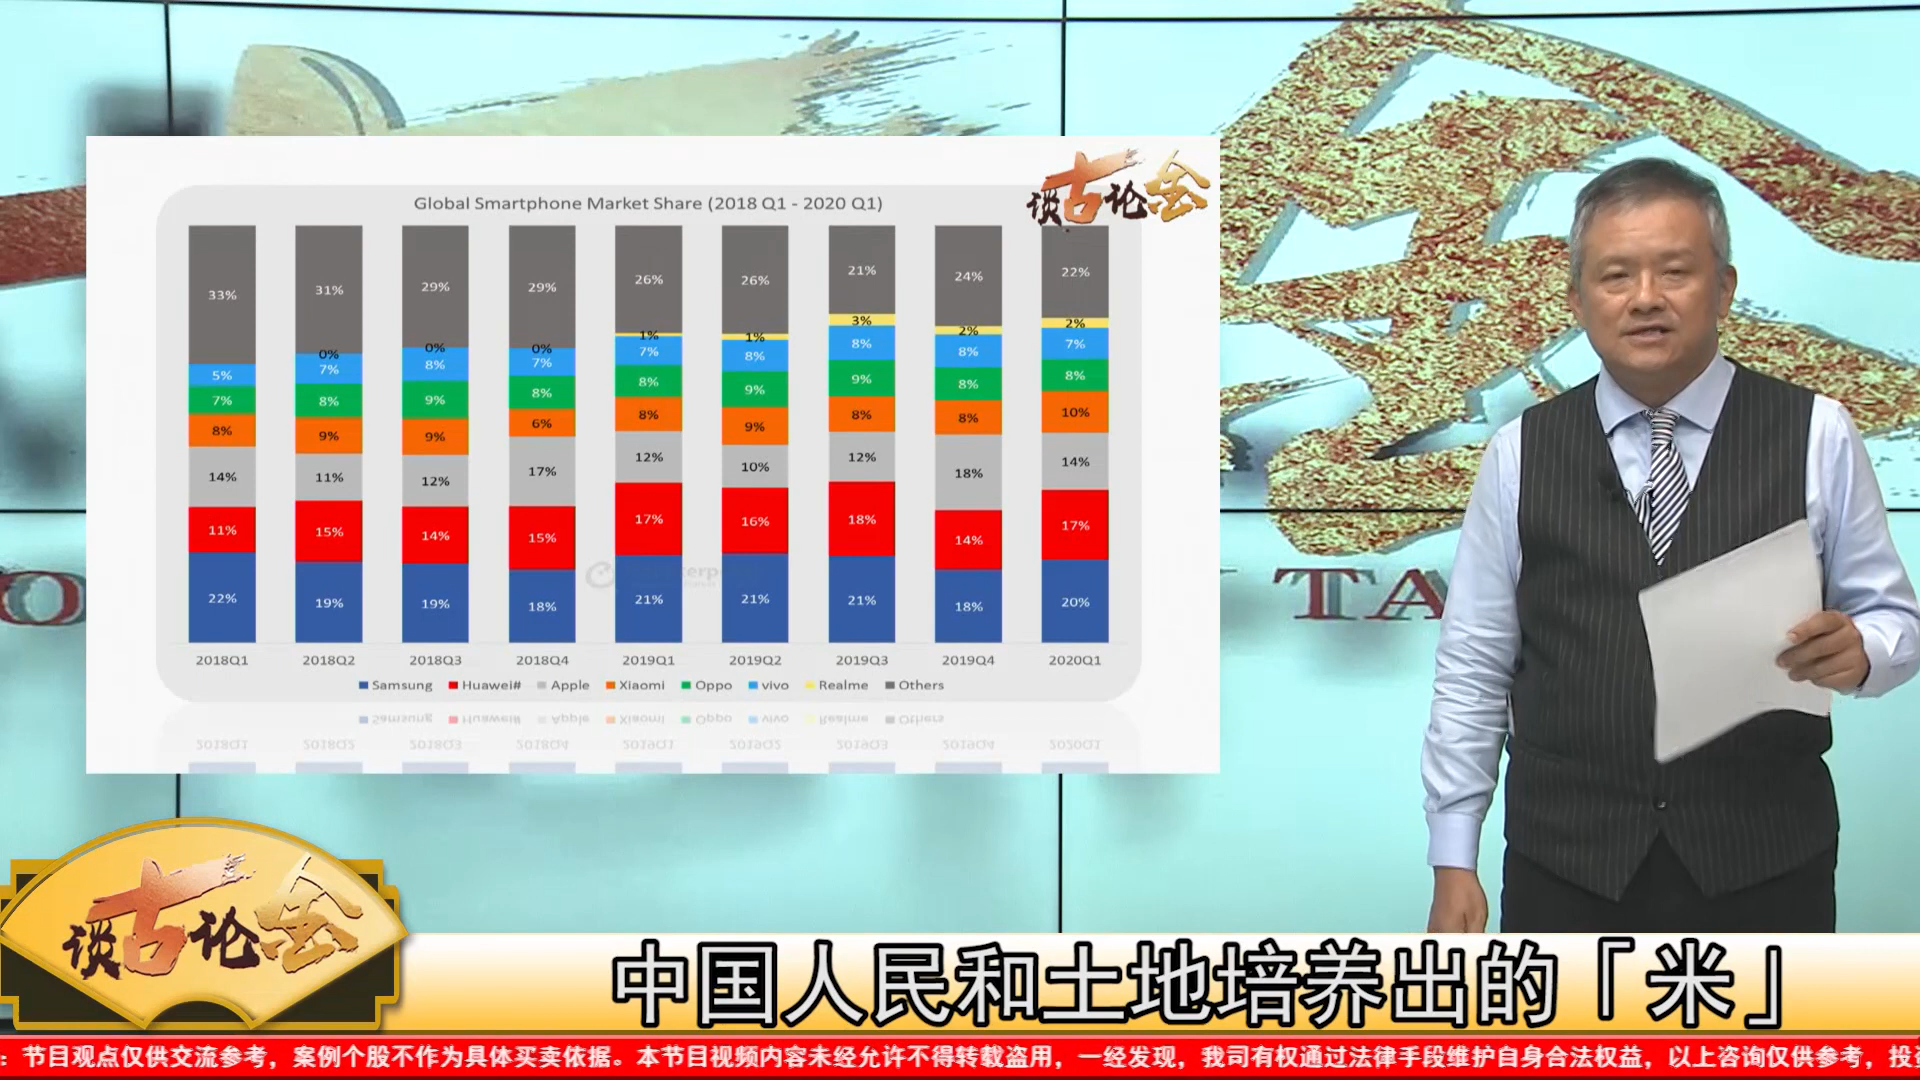 谈古论金
Global Smartphone Market Share (2018 Q1 - 2020 Q1)
33% 31% 29% 29% 26% 26% 21% 24% 22%
0% 0% 0% 1% 1% 3% 2% 2%
5% 7% 8% 7% 7% 8% 8% 8% 7%
7% 8% 9% 8% 8% 9% 9% 8% 8%
8% 9% 9% 6% 8% 9% 8% 8% 10%
14% 11% 12% 17% 12% 10% 12% 18% 14%
11% 15% 14% 15% 17% 16% 18% 14% 17%
22% 19% 19% 18% 21% 21% 21% 18% 20%
2018Q1 2018Q2 2018Q3 2018Q4 2019Q1 2019Q2 2019Q3 2019Q4 2020Q1
Samsung Huawei# Apple Xiaomi Oppo vivo Realme Others
TA
谈古论金
中国人民和土地培养出的「米」
：节目观点仅供交流参考，案例个股不作为具体买卖依据。本节目视频内容未经允许不得转载盗用，一经发现，我司有权通过法律手段维护自身合法权益，以上咨询仅供参考，投资